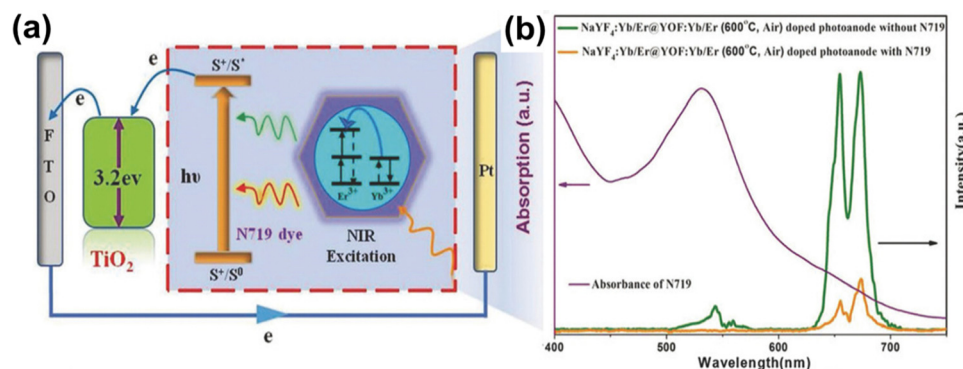 (a)
e
e
S⁺/S*
F
T
O
3.2ev
TiO₂
hυ
Er³⁺ Yb³⁺
N719 dye
NIR
Excitation
S⁺/S⁰
Pt
e
(b)
NaYF₄:Yb/Er@YOF:Yb/Er (600°C, Air) doped photoanode without N719
NaYF₄:Yb/Er@YOF:Yb/Er (600°C, Air) doped photoanode with N719
Absorption (a.u.)
Intensity(a.u.)
Absorbance of N719
400 500 600 700
Wavelength(nm)